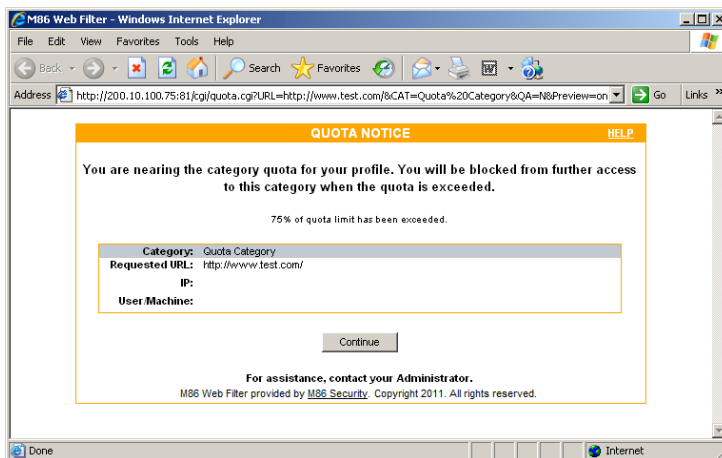 M86 Web Filter - Windows Internet Explorer
File Edit View Favorites Tools Help
Back Search Favorites
Address http://200.10.100.75:81/cgi/quota.cgi?URL=http://www.test.com/&CAT=Quota%20Category&QA=N&Preview=on Go Links »
QUOTA NOTICE HELP
You are nearing the category quota for your profile. You will be blocked from further access
to this category when the quota is exceeded.
75% of quota limit has been exceeded.
Category: Quota Category
Requested URL: http://www.test.com/
IP:
User/Machine:
Continue
For assistance, contact your Administrator.
M86 Web Filter provided by M86 Security. Copyright 2011. All rights reserved.
Done Internet